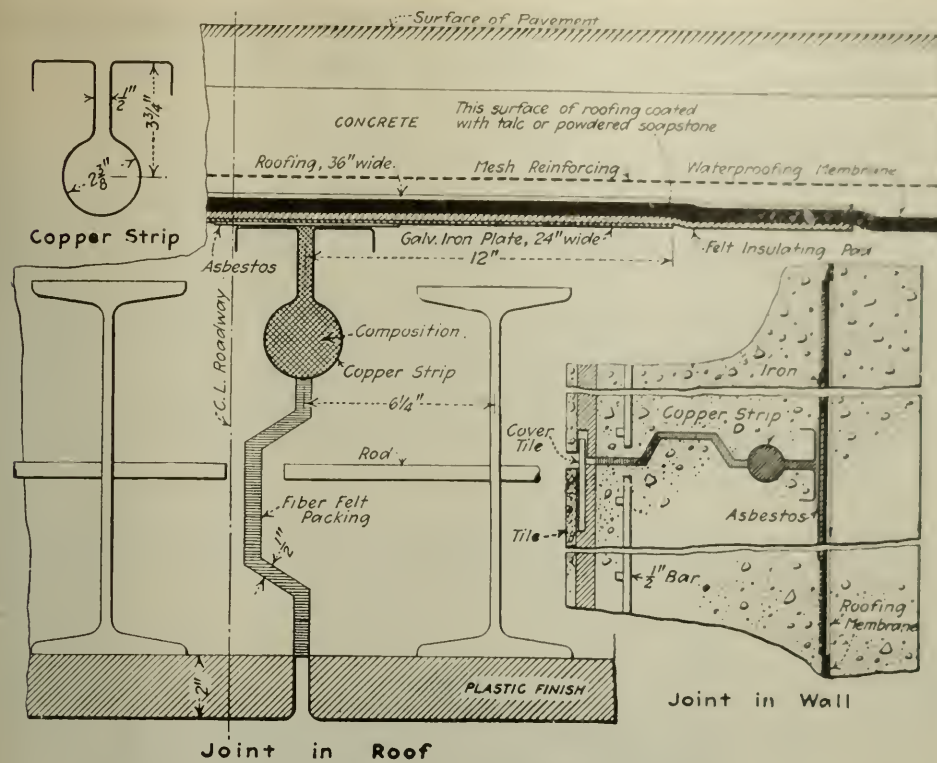 Surface of Pavement
1/2"
3 3/4"
2 3/8"
Copper Strip
CONCRETE
This surface of roofing coated
with talc or powdered soapstone
Roofing, 36" wide.
Mesh Reinforcing
Waterproofing Membrane
Asbestos
Galv. Iron Plate, 24" wide
Felt Insulating Pad
12"
C.L. Roadway
Composition
Copper Strip
6 1/4"
Rod
Fiber Felt
Packing
1/2"
2"
PLASTIC FINISH
Joint in Roof
Iron
Copper Strip
Cover
Tile
Asbestos
Tile
1/2" Bar
Roofing
Membrane
Joint in Wall